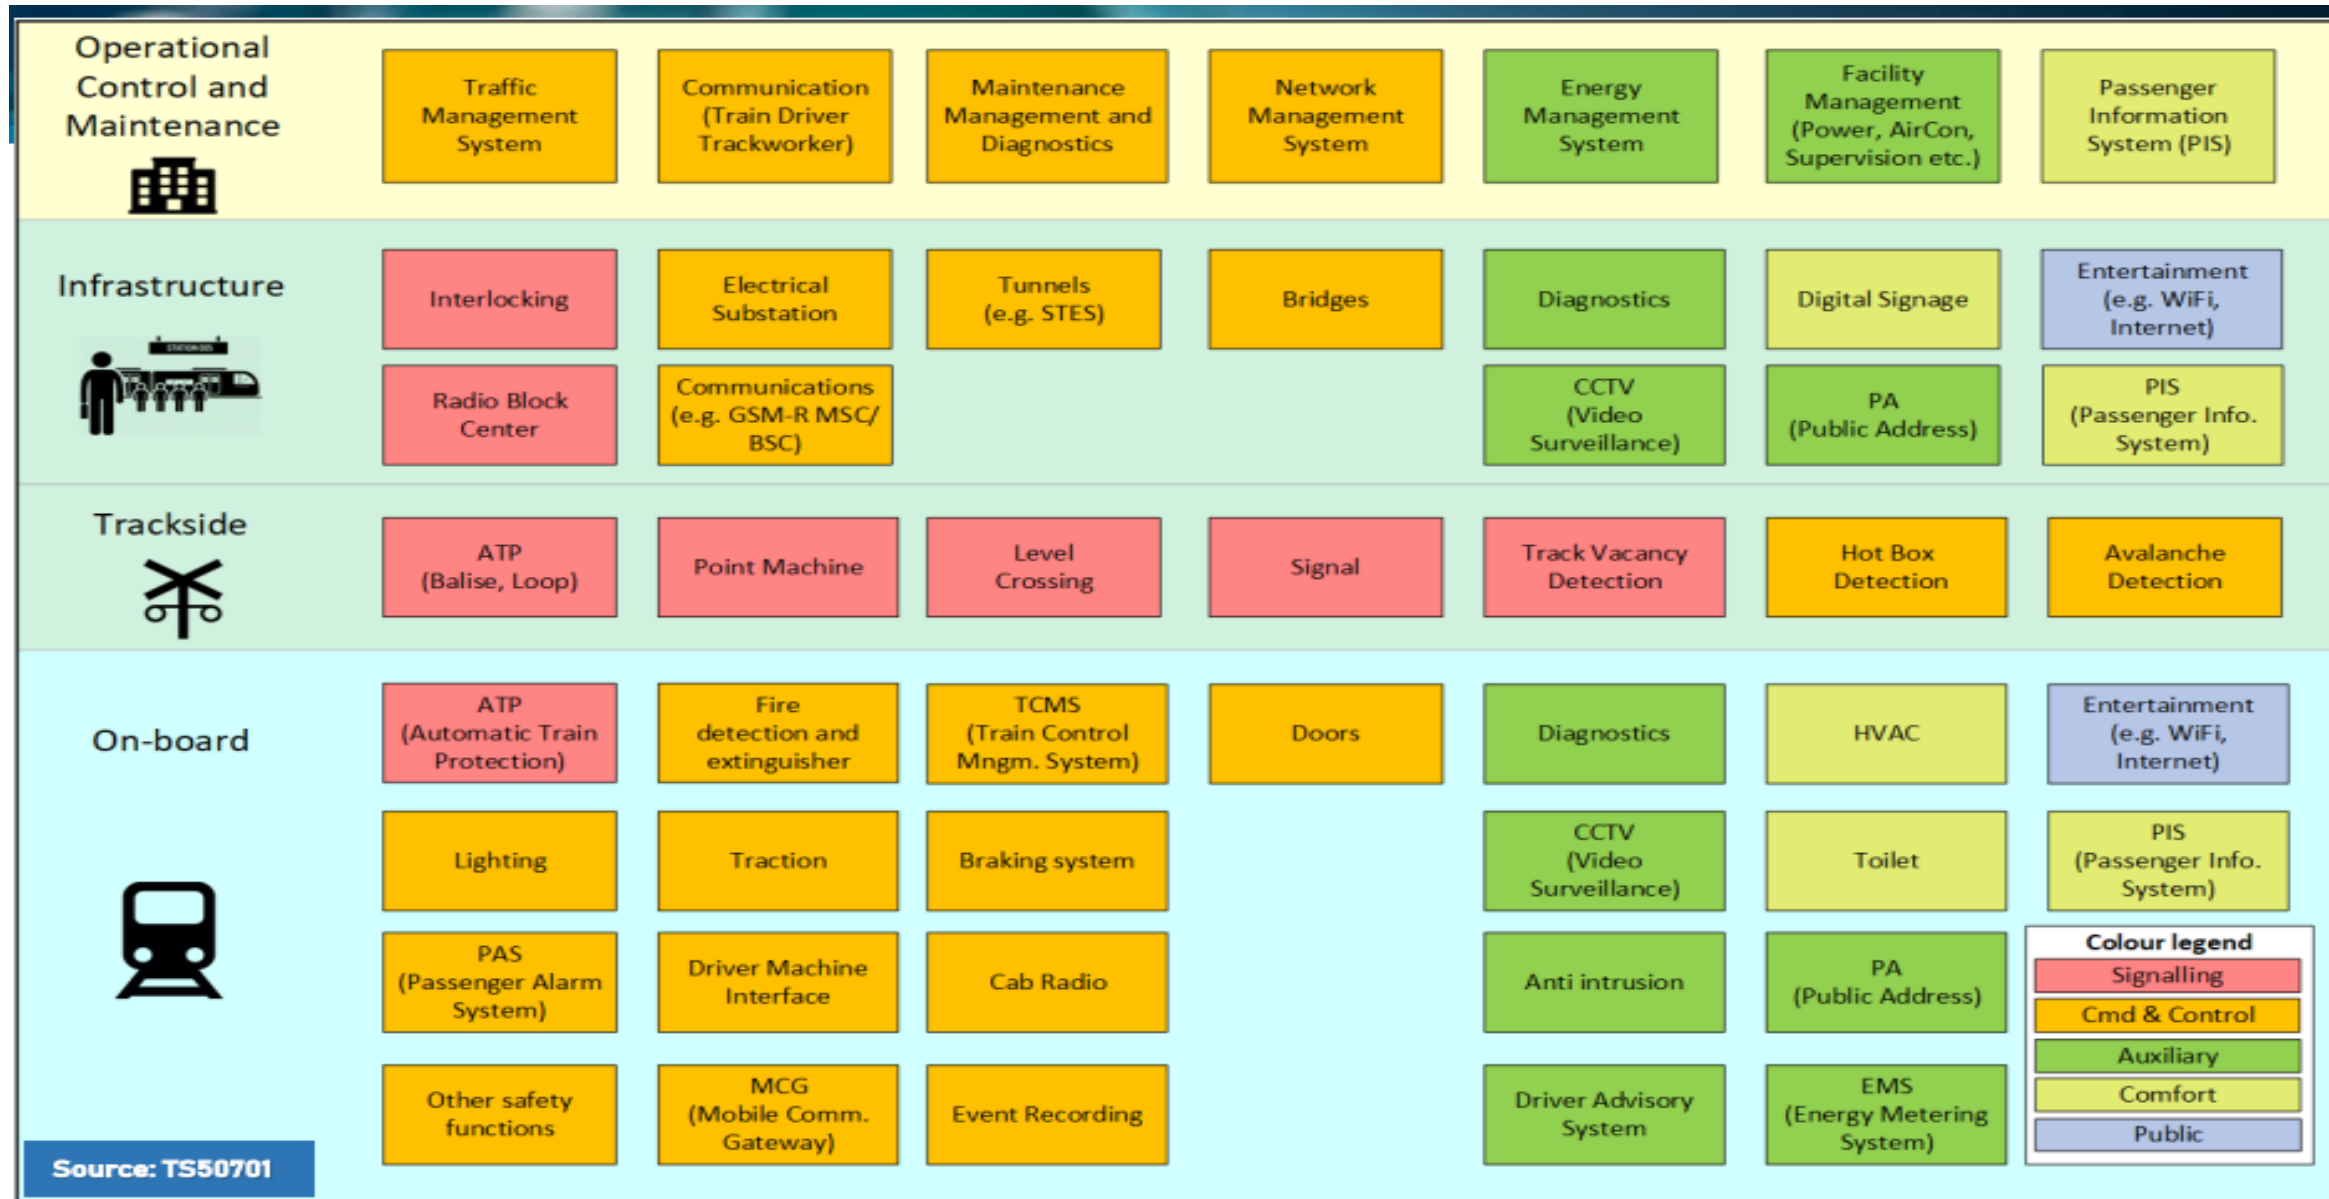 Operational
Control and
Maintenance
Traffic
Management
System
Communication
(Train Driver
Trackworker)
Maintenance
Management and
Diagnostics
Network
Management
System
Energy
Management
System
Facility
Management
(Power, AirCon,
Supervision etc.)
Passenger
Information
System (PIS)
Infrastructure
Interlocking
Electrical
Substation
Tunnels
(e.g. STES)
Bridges
Diagnostics
Digital Signage
Entertainment
(e.g. WiFi,
Internet)
Radio Block
Center
Communications
(e.g. GSM-R MSC/
BSC)
CCTV
(Video
Surveillance)
PA
(Public Address)
PIS
(Passenger Info.
System)
Trackside
ATP
(Balise, Loop)
Point Machine
Level
Crossing
Signal
Track Vacancy
Detection
Hot Box
Detection
Avalanche
Detection
On-board
ATP
(Automatic Train
Protection)
Fire
detection and
extinguisher
TCMS
(Train Control
Mngm. System)
Doors
Diagnostics
HVAC
Entertainment
(e.g. WiFi,
Internet)
Lighting
Traction
Braking system
CCTV
(Video
Surveillance)
Toilet
PIS
(Passenger Info.
System)
PAS
(Passenger Alarm
System)
Driver Machine
Interface
Cab Radio
Anti intrusion
PA
(Public Address)
Other safety
functions
MCG
(Mobile Comm.
Gateway)
Event Recording
Driver Advisory
System
EMS
(Energy Metering
System)
Colour legend
Signalling
Cmd & Control
Auxiliary
Comfort
Public
Source: TS50701